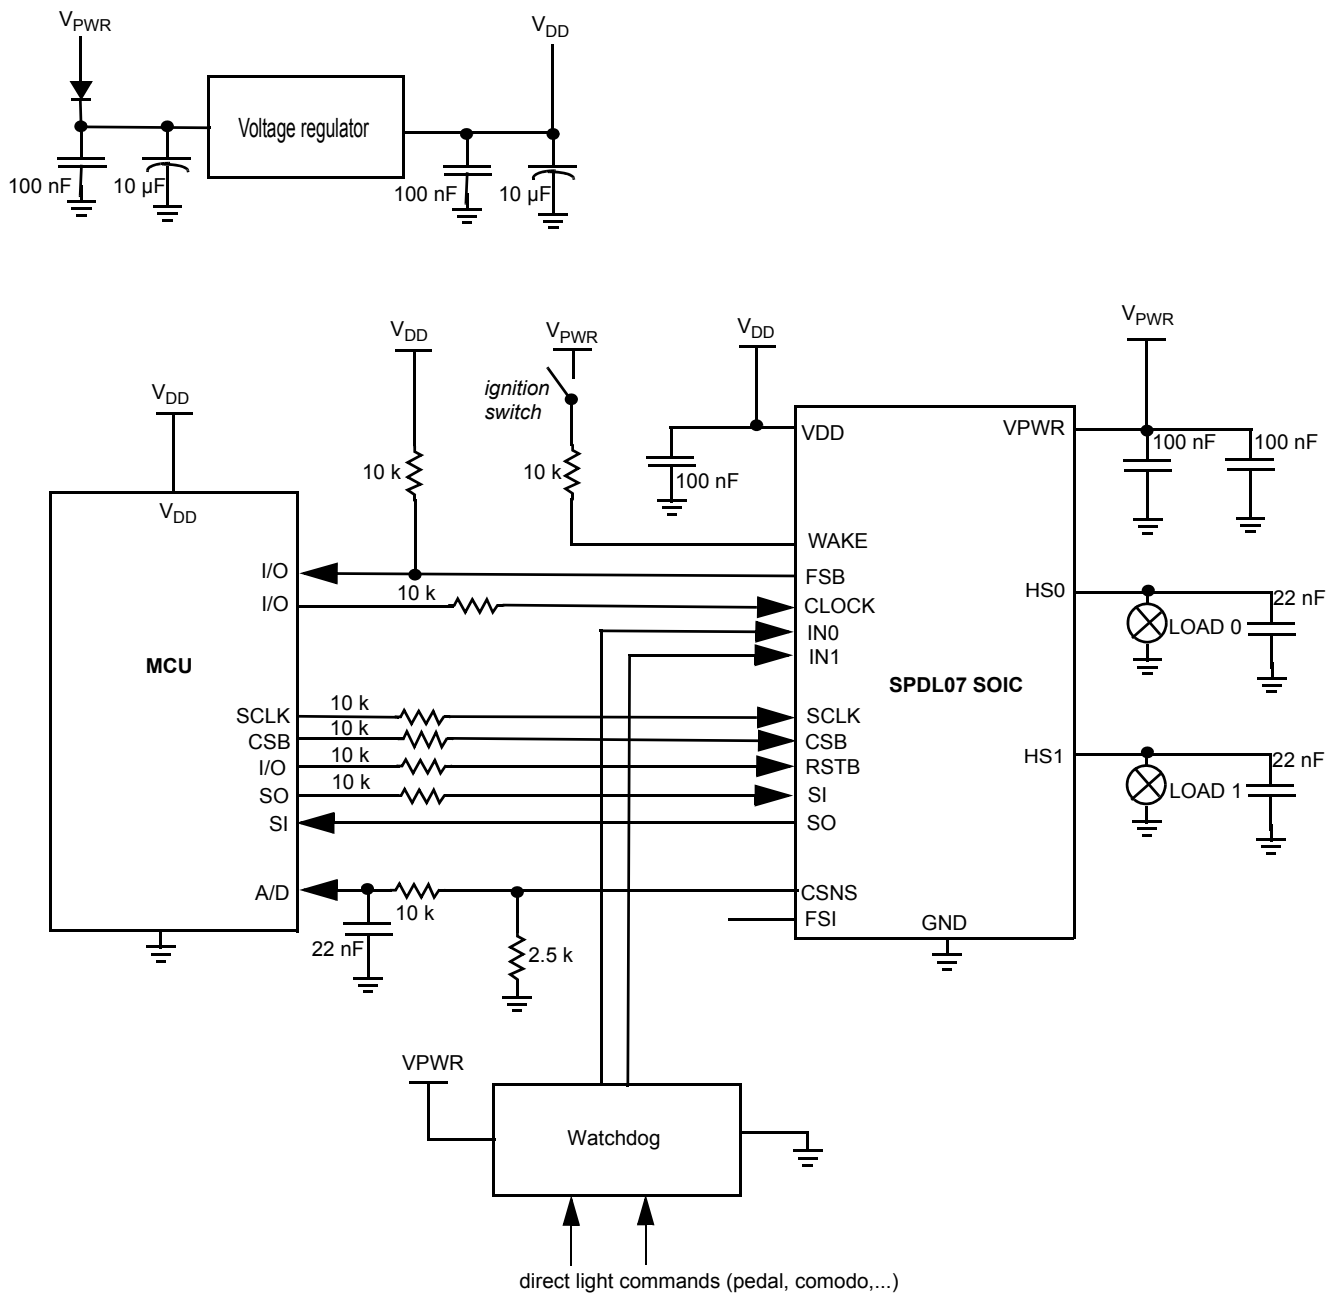 VPWR
VDD
Voltage regulator
100 nF
10 µF
100 nF
10 µF
VDD
VPWR
VDD
VPWR
ignition
switch
VDD
10 k
10 k
100 nF
VDD
VPWR
100 nF
100 nF
VDD
WAKE
I/O
FSB
10 k
I/O
CLOCK
HS0
22 nF
IN0
LOAD 0
IN1
MCU
SPDL07 SOIC
10 k
SCLK
SCLK
10 k
CSB
CSB
10 k
I/O
RSTB
HS1
22 nF
10 k
SO
SI
LOAD 1
SI
SO
A/D
CSNS
10 k
FSI
GND
22 nF
2.5 k
VPWR
Watchdog
direct light commands (pedal, comodo,...)